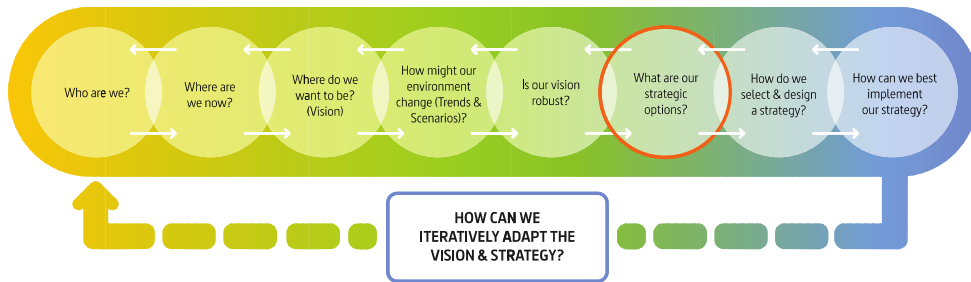 Who are we?
Where are
we now?
Where do we
want to be?
(Vision)
How might our
environment
change (Trends &
Scenarios)?
Is our vision
robust?
What are our
strategic
options?
How do we
select & design
a strategy?
How can we best
implement
our strategy?
HOW CAN WE
ITERATIVELY ADAPT THE
VISION & STRATEGY?